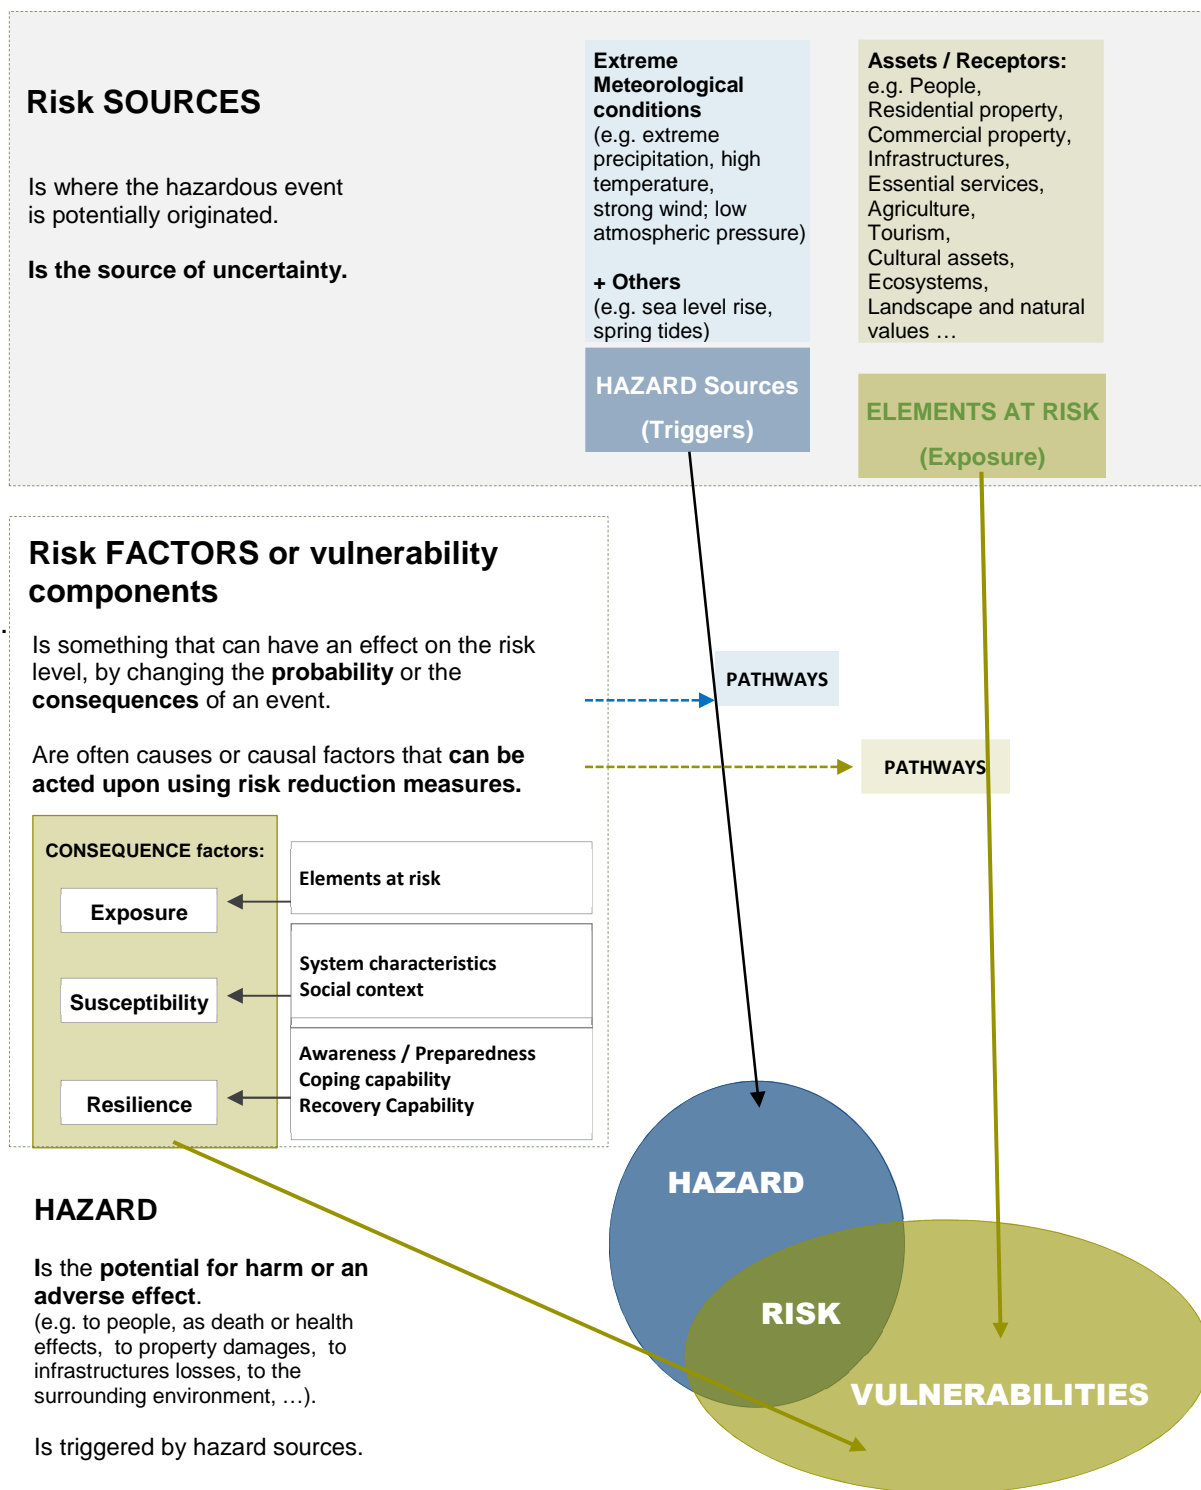 Risk SOURCES
Is where the hazardous event
is potentially originated.
Is the source of uncertainty.
Extreme
Meteorological
conditions
(e.g. extreme
precipitation, high
temperature,
strong wind; low
atmospheric pressure)
+ Others
(e.g. sea level rise,
spring tides)
HAZARD Sources
(Triggers)
Assets / Receptors:
e.g. People,
Residential property,
Commercial property,
Infrastructures,
Essential services,
Agriculture,
Tourism,
Cultural assets,
Ecosystems,
Landscape and natural
values …
ELEMENTS AT RISK
(Exposure)
Risk FACTORS or vulnerability
components
.
Is something that can have an effect on the risk
level, by changing the probability or the
consequences of an event.
Are often causes or causal factors that can be
acted upon using risk reduction measures.
PATHWAYS
PATHWAYS
CONSEQUENCE factors:
Exposure
Elements at risk
Susceptibility
System characteristics
Social context
Resilience
Awareness / Preparedness
Coping capability
Recovery Capability
HAZARD
Is the potential for harm or an
adverse effect.
(e.g. to people, as death or health
effects, to property damages, to
infrastructures losses, to the
surrounding environment, …).
Is triggered by hazard sources.
HAZARD
RISK
VULNERABILITIES